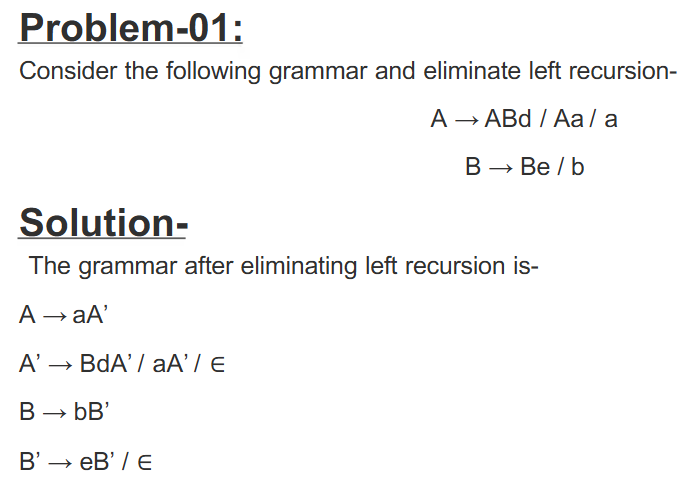 Problem-01:
Consider the following grammar and eliminate left recursion-
A → ABd / Aa / a
B → Be / b
Solution-
The grammar after eliminating left recursion is-
A → aA’
A’ → BdA’ / aA’ / ∈
B → bB’
B’ → eB’ / ∈